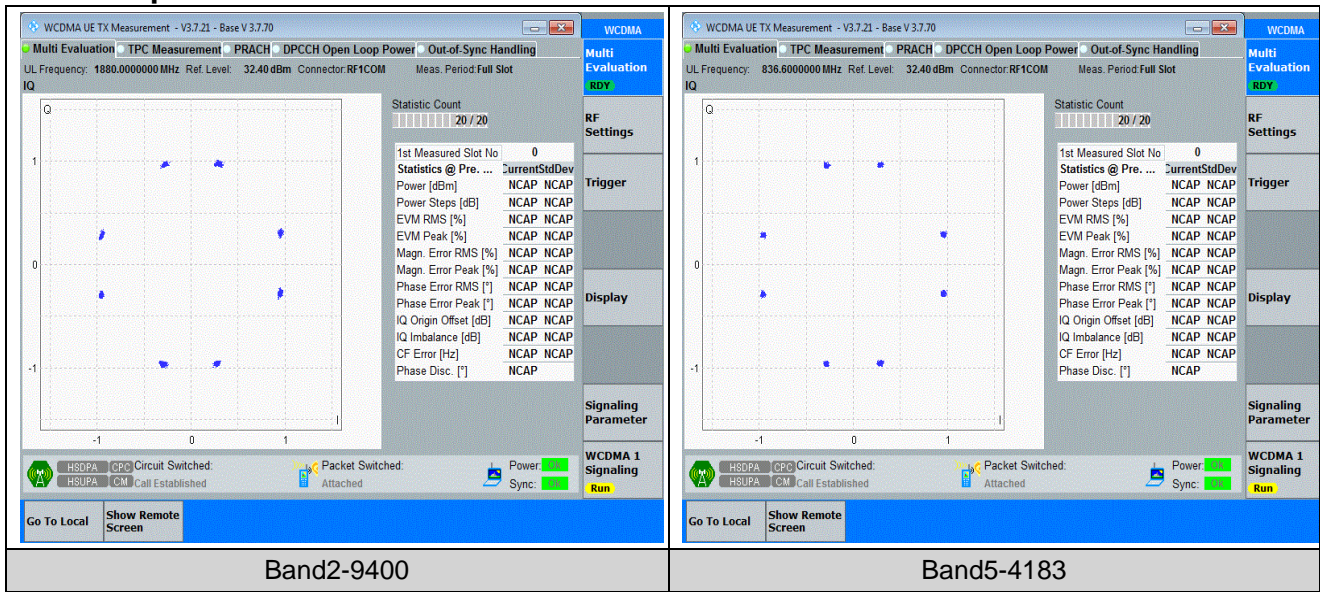 WCDMA UE TX Measurement - V3.7.21 - Base V 3.7.70
WCDMA
Multi Evaluation TPC Measurement PRACH DPCCH Open Loop Power Out-of-Sync Handling
Multi Evaluation
RDY
UL Frequency: 1880.0000000 MHz Ref. Level: 32.40 dBm Connector:RF1COM Meas. Period:Full Slot
IQ
Q
1
0
-1
-1 0 1
I
Statistic Count
20 / 20
1st Measured Slot No 0
Statistics @ Pre. ... CurrentStdDev
Power [dBm] NCAP NCAP
Power Steps [dB] NCAP NCAP
EVM RMS [%] NCAP NCAP
EVM Peak [%] NCAP NCAP
Magn. Error RMS [%] NCAP NCAP
Magn. Error Peak [%] NCAP NCAP
Phase Error RMS [°] NCAP NCAP
Phase Error Peak [°] NCAP NCAP
IQ Origin Offset [dB] NCAP NCAP
IQ Imbalance [dB] NCAP NCAP
CF Error [Hz] NCAP NCAP
Phase Disc. [°] NCAP
RF
Settings
Trigger
Display
Signaling
Parameter
WCDMA 1
Signaling
Run
HSDPA CPC Circuit Switched: Packet Switched: Power: Ok
HSUPA CM Call Established Attached Sync: Ok
Go To Local
Show Remote
Screen
Band2-9400
WCDMA UE TX Measurement - V3.7.21 - Base V 3.7.70
WCDMA
Multi Evaluation TPC Measurement PRACH DPCCH Open Loop Power Out-of-Sync Handling
Multi Evaluation
RDY
UL Frequency: 836.6000000 MHz Ref. Level: 32.40 dBm Connector:RF1COM Meas. Period:Full Slot
IQ
Q
1
0
-1
-1 0 1
I
Statistic Count
20 / 20
1st Measured Slot No 0
Statistics @ Pre. ... CurrentStdDev
Power [dBm] NCAP NCAP
Power Steps [dB] NCAP NCAP
EVM RMS [%] NCAP NCAP
EVM Peak [%] NCAP NCAP
Magn. Error RMS [%] NCAP NCAP
Magn. Error Peak [%] NCAP NCAP
Phase Error RMS [°] NCAP NCAP
Phase Error Peak [°] NCAP NCAP
IQ Origin Offset [dB] NCAP NCAP
IQ Imbalance [dB] NCAP NCAP
CF Error [Hz] NCAP NCAP
Phase Disc. [°] NCAP
RF
Settings
Trigger
Display
Signaling
Parameter
WCDMA 1
Signaling
Run
HSDPA CPC Circuit Switched: Packet Switched: Power: Ok
HSUPA CM Call Established Attached Sync: Ok
Go To Local
Show Remote
Screen
Band5-4183